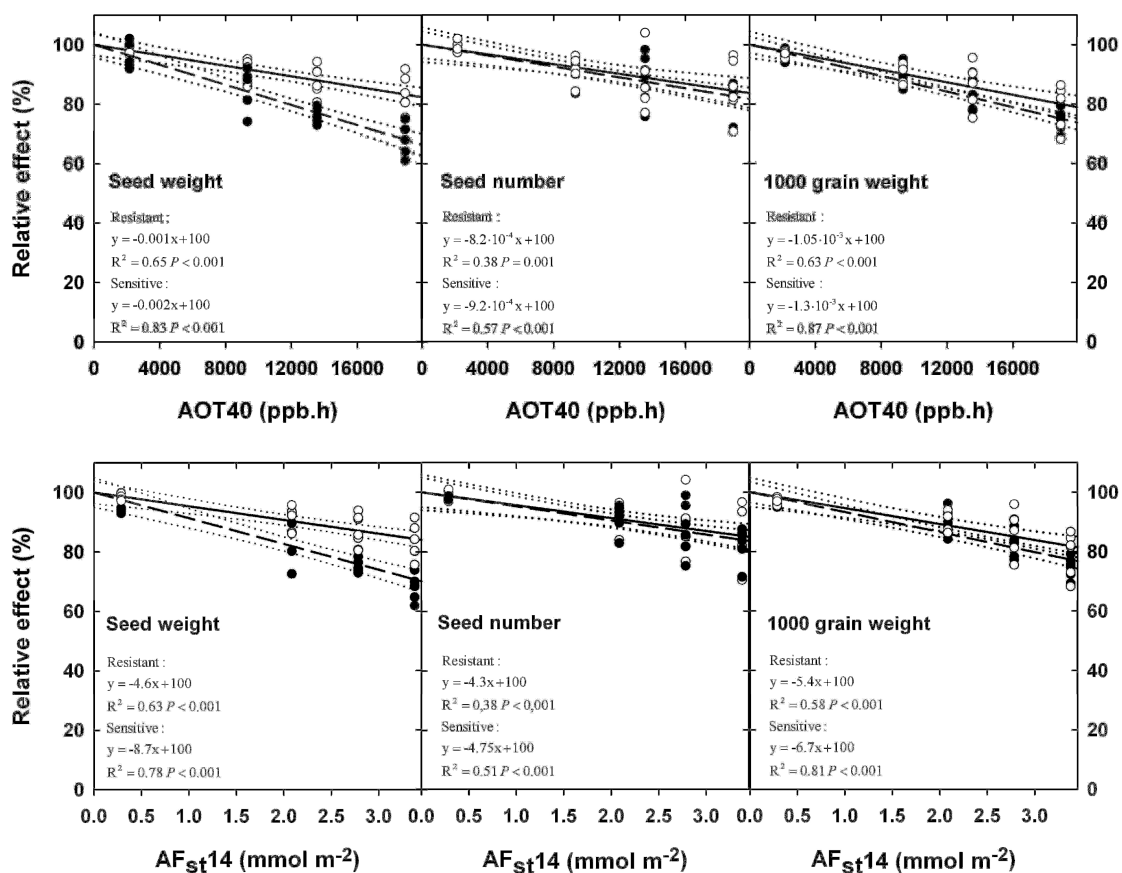 Relative effect (%)
100
80
60
40
20
0
Seed weight
Resistant :
y = -0.001x+100
R² = 0.65 P < 0.001
Sensitive :
y = -0.002x+100
R² = 0.83 P < 0.001
Seed number
Resistant :
y = -8.2·10⁻⁴ x + 100
R² = 0.38 P = 0.001
Sensitive :
y = -9.2·10⁻⁴ x + 100
R² = 0.57 P < 0.001
1000 grain weight
Resistant :
y = -1.05·10⁻³ x + 100
R² = 0.63 P < 0.001
Sensitive :
y = -1.3·10⁻³ x + 100
R² = 0.87 P < 0.001
100
80
60
40
20
0
0 4000 8000 12000 16000 0 4000 8000 12000 16000 0 4000 8000 12000 16000
AOT40 (ppb.h) AOT40 (ppb.h) AOT40 (ppb.h)
Relative effect (%)
100
80
60
40
20
0
Seed weight
Resistant :
y = -4.6x+100
R² = 0.63 P < 0.001
Sensitive :
y = -8.7x+100
R² = 0.78 P < 0.001
Seed number
Resistant :
y = -4.3x+100
R² = 0,38 P < 0,001
Sensitive :
y = -4.75x+100
R² = 0.51 P < 0.001
1000 grain weight
Resistant :
y = -5.4x + 100
R² = 0.58 P < 0.001
Sensitive :
y = -6.7x + 100
R² = 0.81 P < 0.001
100
80
60
40
20
0
0.0 0.5 1.0 1.5 2.0 2.5 3.0 0.0 0.5 1.0 1.5 2.0 2.5 3.0 0.0 0.5 1.0 1.5 2.0 2.5 3.0
AFst14 (mmol m⁻²) AFst14 (mmol m⁻²) AFst14 (mmol m⁻²)